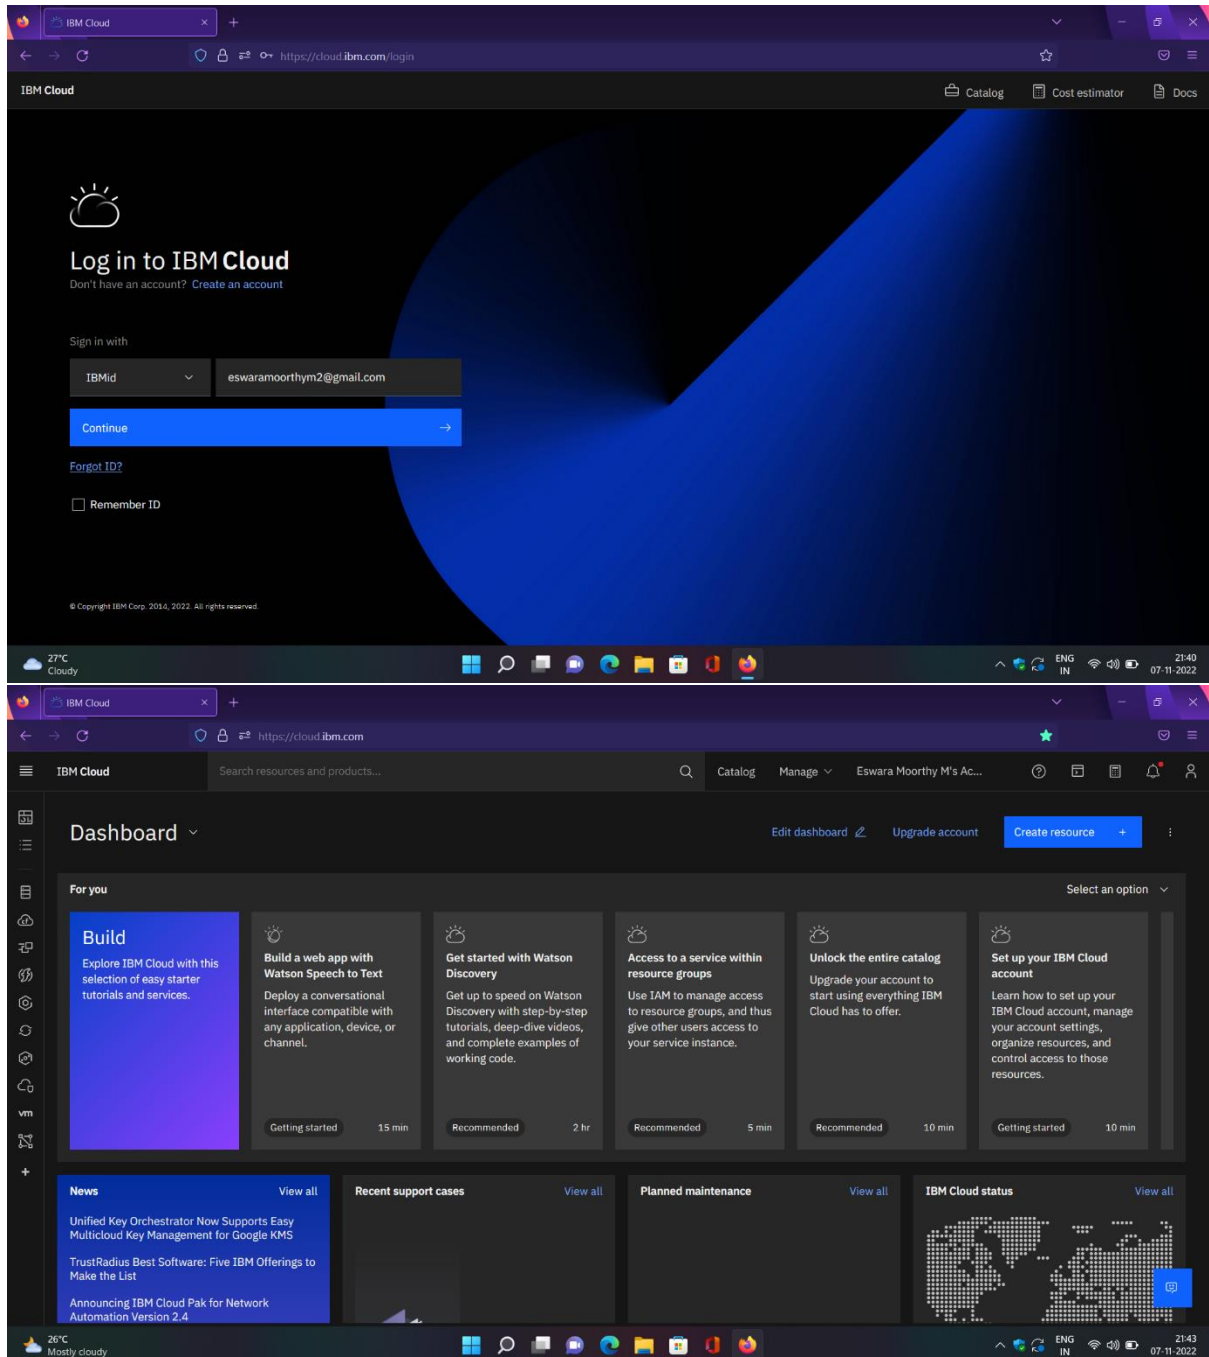 IBM Cloud
https://cloud.ibm.com/login
IBM Cloud
Catalog
Cost estimator
Docs
Log in to IBM Cloud
Don't have an account? Create an account
Sign in with
IBMid
eswaramoorthym2@gmail.com
Continue
Forgot ID?
Remember ID
© Copyright IBM Corp. 2014, 2022. All rights reserved.
27°C
Cloudy
ENG
IN
21:40
07-11-2022
IBM Cloud
https://cloud.ibm.com
IBM Cloud
Search resources and products...
Catalog
Manage
Eswara Moorthy M's Ac...
Dashboard
Edit dashboard
Upgrade account
Create resource +
For you
Select an option
Build
Explore IBM Cloud with this
selection of easy starter
tutorials and services.
Build a web app with
Watson Speech to Text
Deploy a conversational
interface compatible with
any application, device, or
channel.
Getting started 15 min
Get started with Watson
Discovery
Get up to speed on Watson
Discovery with step-by-step
tutorials, deep-dive videos,
and complete examples of
working code.
Recommended 2 hr
Access to a service within
resource groups
Use IAM to manage access
to resource groups, and thus
give other users access to
your service instance.
Recommended 5 min
Unlock the entire catalog
Upgrade your account to
start using everything IBM
Cloud has to offer.
Recommended 10 min
Set up your IBM Cloud
account
Learn how to set up your
IBM Cloud account, manage
your account settings,
organize resources, and
control access to those
resources.
Getting started 10 min
vm
News View all
Unified Key Orchestrator Now Supports Easy
Multicloud Key Management for Google KMS
TrustRadius Best Software: Five IBM Offerings to
Make the List
Announcing IBM Cloud Pak for Network
Automation Version 2.4
Recent support cases View all
Planned maintenance View all
IBM Cloud status View all
26°C
Mostly cloudy
ENG
IN
21:43
07-11-2022